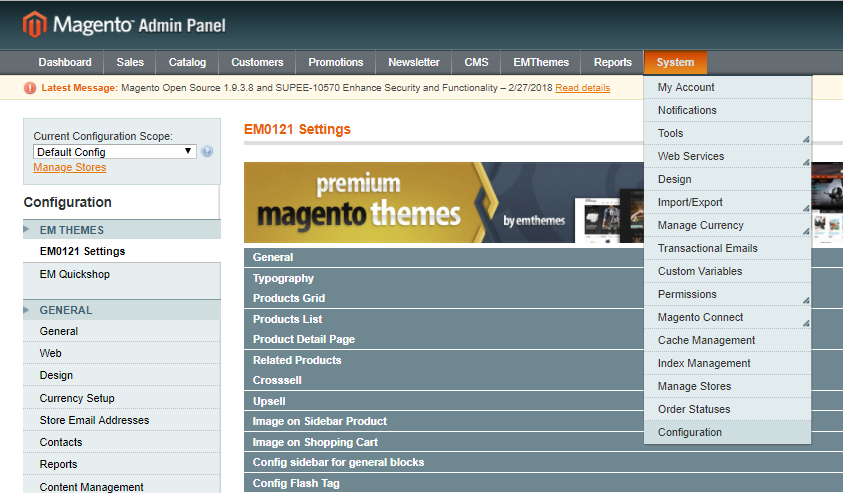 Magento™ Admin Panel
Dashboard Sales Catalog Customers Promotions Newsletter CMS EMThemes Reports System
Latest Message: Magento Open Source 1.9.3.8 and SUPEE-10570 Enhance Security and Functionality – 2/27/2018 Read details
My Account
Notifications
Tools
Web Services
Design
Import/Export
Manage Currency
Transactional Emails
Custom Variables
Permissions
Magento Connect
Cache Management
Index Management
Manage Stores
Order Statuses
Configuration
Current Configuration Scope:
Default Config
Manage Stores
Configuration
EM THEMES
EM0121 Settings
EM Quickshop
GENERAL
General
Web
Design
Currency Setup
Store Email Addresses
Contacts
Reports
Content Management
EM0121 Settings
premium
magento themes
by emthemes
General
Typography
Products Grid
Products List
Product Detail Page
Related Products
Crosssell
Upsell
Image on Sidebar Product
Image on Shopping Cart
Config sidebar for general blocks
Config Flash Tag